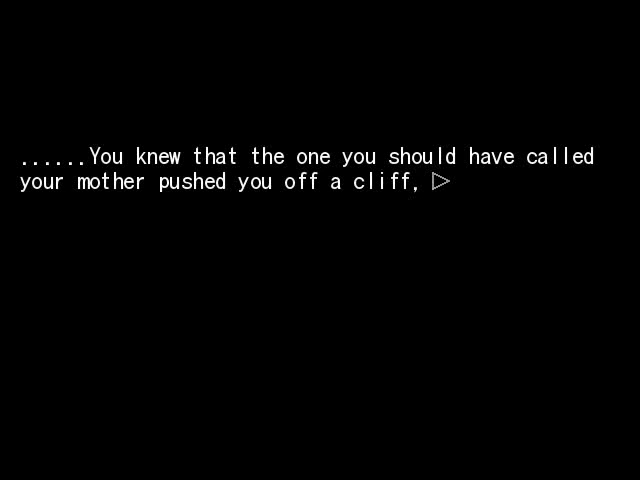 ......You knew that the one you should have called
your mother pushed you off a cliff, ▷